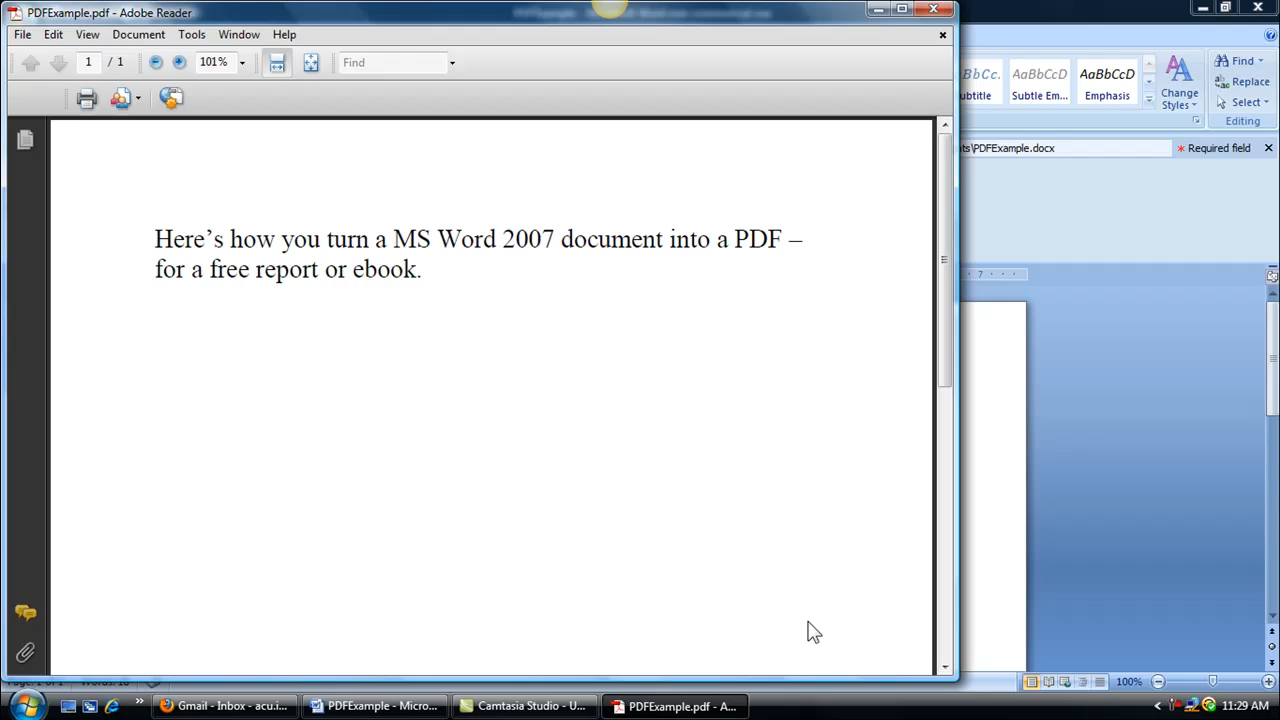 PDFExample.pdf - Adobe Reader
File Edit View Document Tools Window Help
1 / 1 101% Find
Here's how you turn a MS Word 2007 document into a PDF –
for a free report or ebook.
AaBbCc. AaBbCcD AaBbCcD
Subtitle Subtle Em... Emphasis
Change
Styles
Find
Replace
Select
Editing
ts\PDFExample.docx
* Required field
7
100%
Gmail - Inbox - acu.i... PDFExample - Micro... Camtasia Studio - U... PDFExample.pdf - A... 11:29 AM